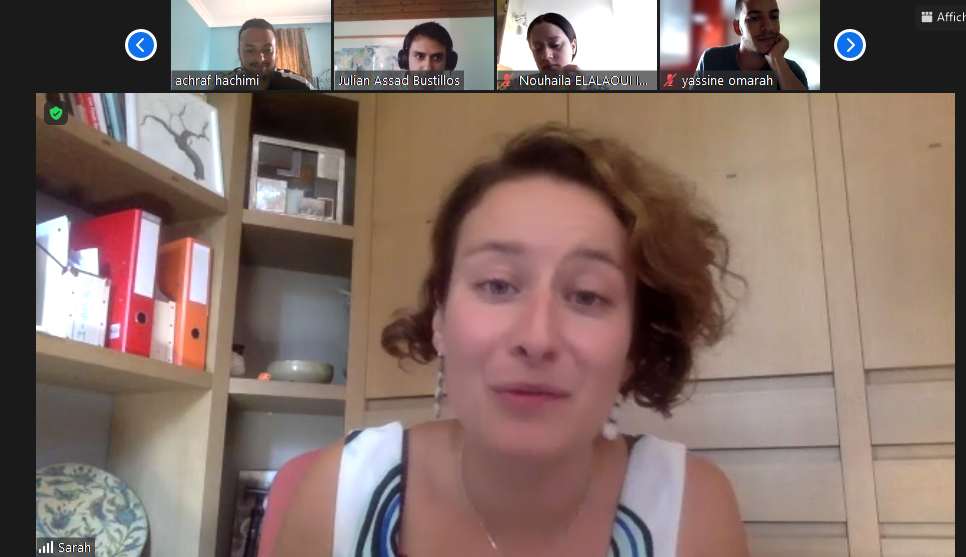 Affich
achraf hachimi
Julian Assad Bustillos
Nouhaila ELALAOUI I...
yassine omarah
Sarah